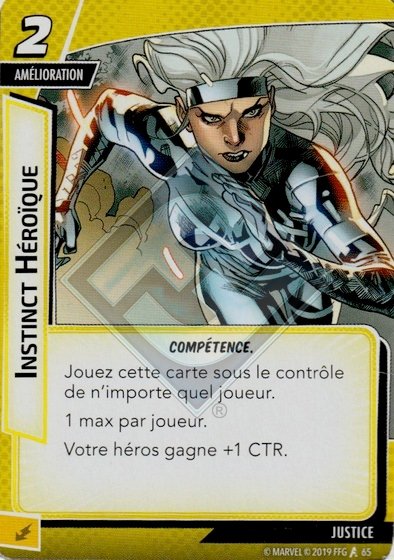 2
AMÉLIORATION
INSTINCT HÉROÏQUE
COMPÉTENCE.
Jouez cette carte sous le contrôle
de n'importe quel joueur.
®
1 max par joueur.
Votre héros gagne +1 CTR.
JUSTICE
© MARVEL © 2019 FFG 65